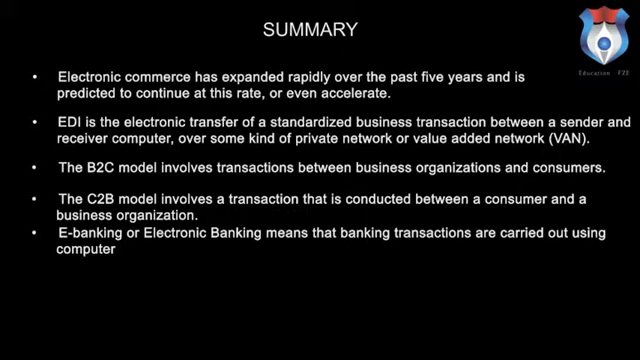 SUMMARY
Education 4 U
• Electronic commerce has expanded rapidly over the past five years and is
predicted to continue at this rate, or even accelerate.
• EDI is the electronic transfer of a standardized business transaction between a sender and
receiver computer, over some kind of private network or value added network (VAN).
• The B2C model involves transactions between business organizations and consumers.
• The C2B model involves a transaction that is conducted between a consumer and a
business organization.
• E-banking or Electronic Banking means that banking transactions are carried out using
computer